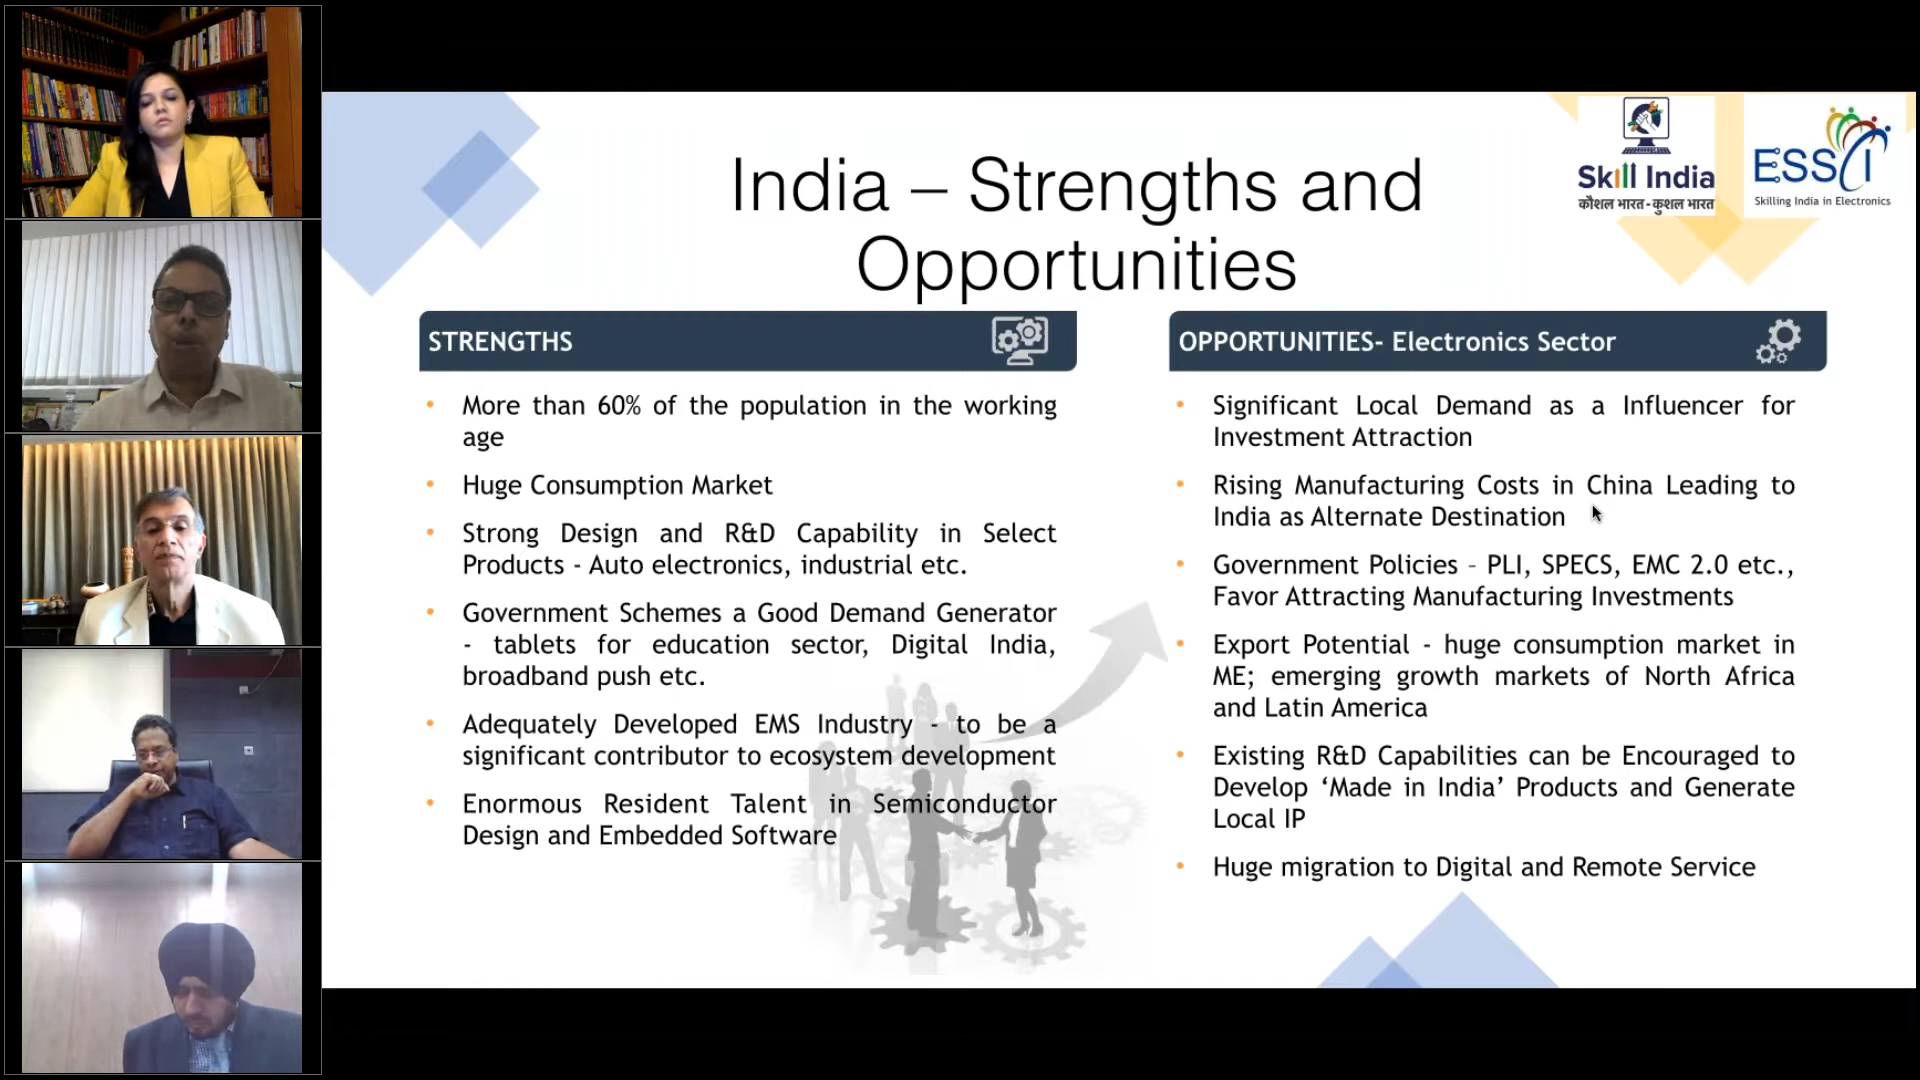 India – Strengths and
Opportunities
Skill India
कौशल भारत-कुशल भारत
ESSCI
Skilling India in Electronics
STRENGTHS
• More than 60% of the population in the working
age
• Huge Consumption Market
• Strong Design and R&D Capability in Select
Products - Auto electronics, industrial etc.
• Government Schemes a Good Demand Generator
- tablets for education sector, Digital India,
broadband push etc.
• Adequately Developed EMS Industry - to be a
significant contributor to ecosystem development
• Enormous Resident Talent in Semiconductor
Design and Embedded Software
OPPORTUNITIES- Electronics Sector
• Significant Local Demand as a Influencer for
Investment Attraction
• Rising Manufacturing Costs in China Leading to
India as Alternate Destination
• Government Policies – PLI, SPECS, EMC 2.0 etc.,
Favor Attracting Manufacturing Investments
• Export Potential - huge consumption market in
ME; emerging growth markets of North Africa
and Latin America
• Existing R&D Capabilities can be Encouraged to
Develop ‘Made in India’ Products and Generate
Local IP
• Huge migration to Digital and Remote Service